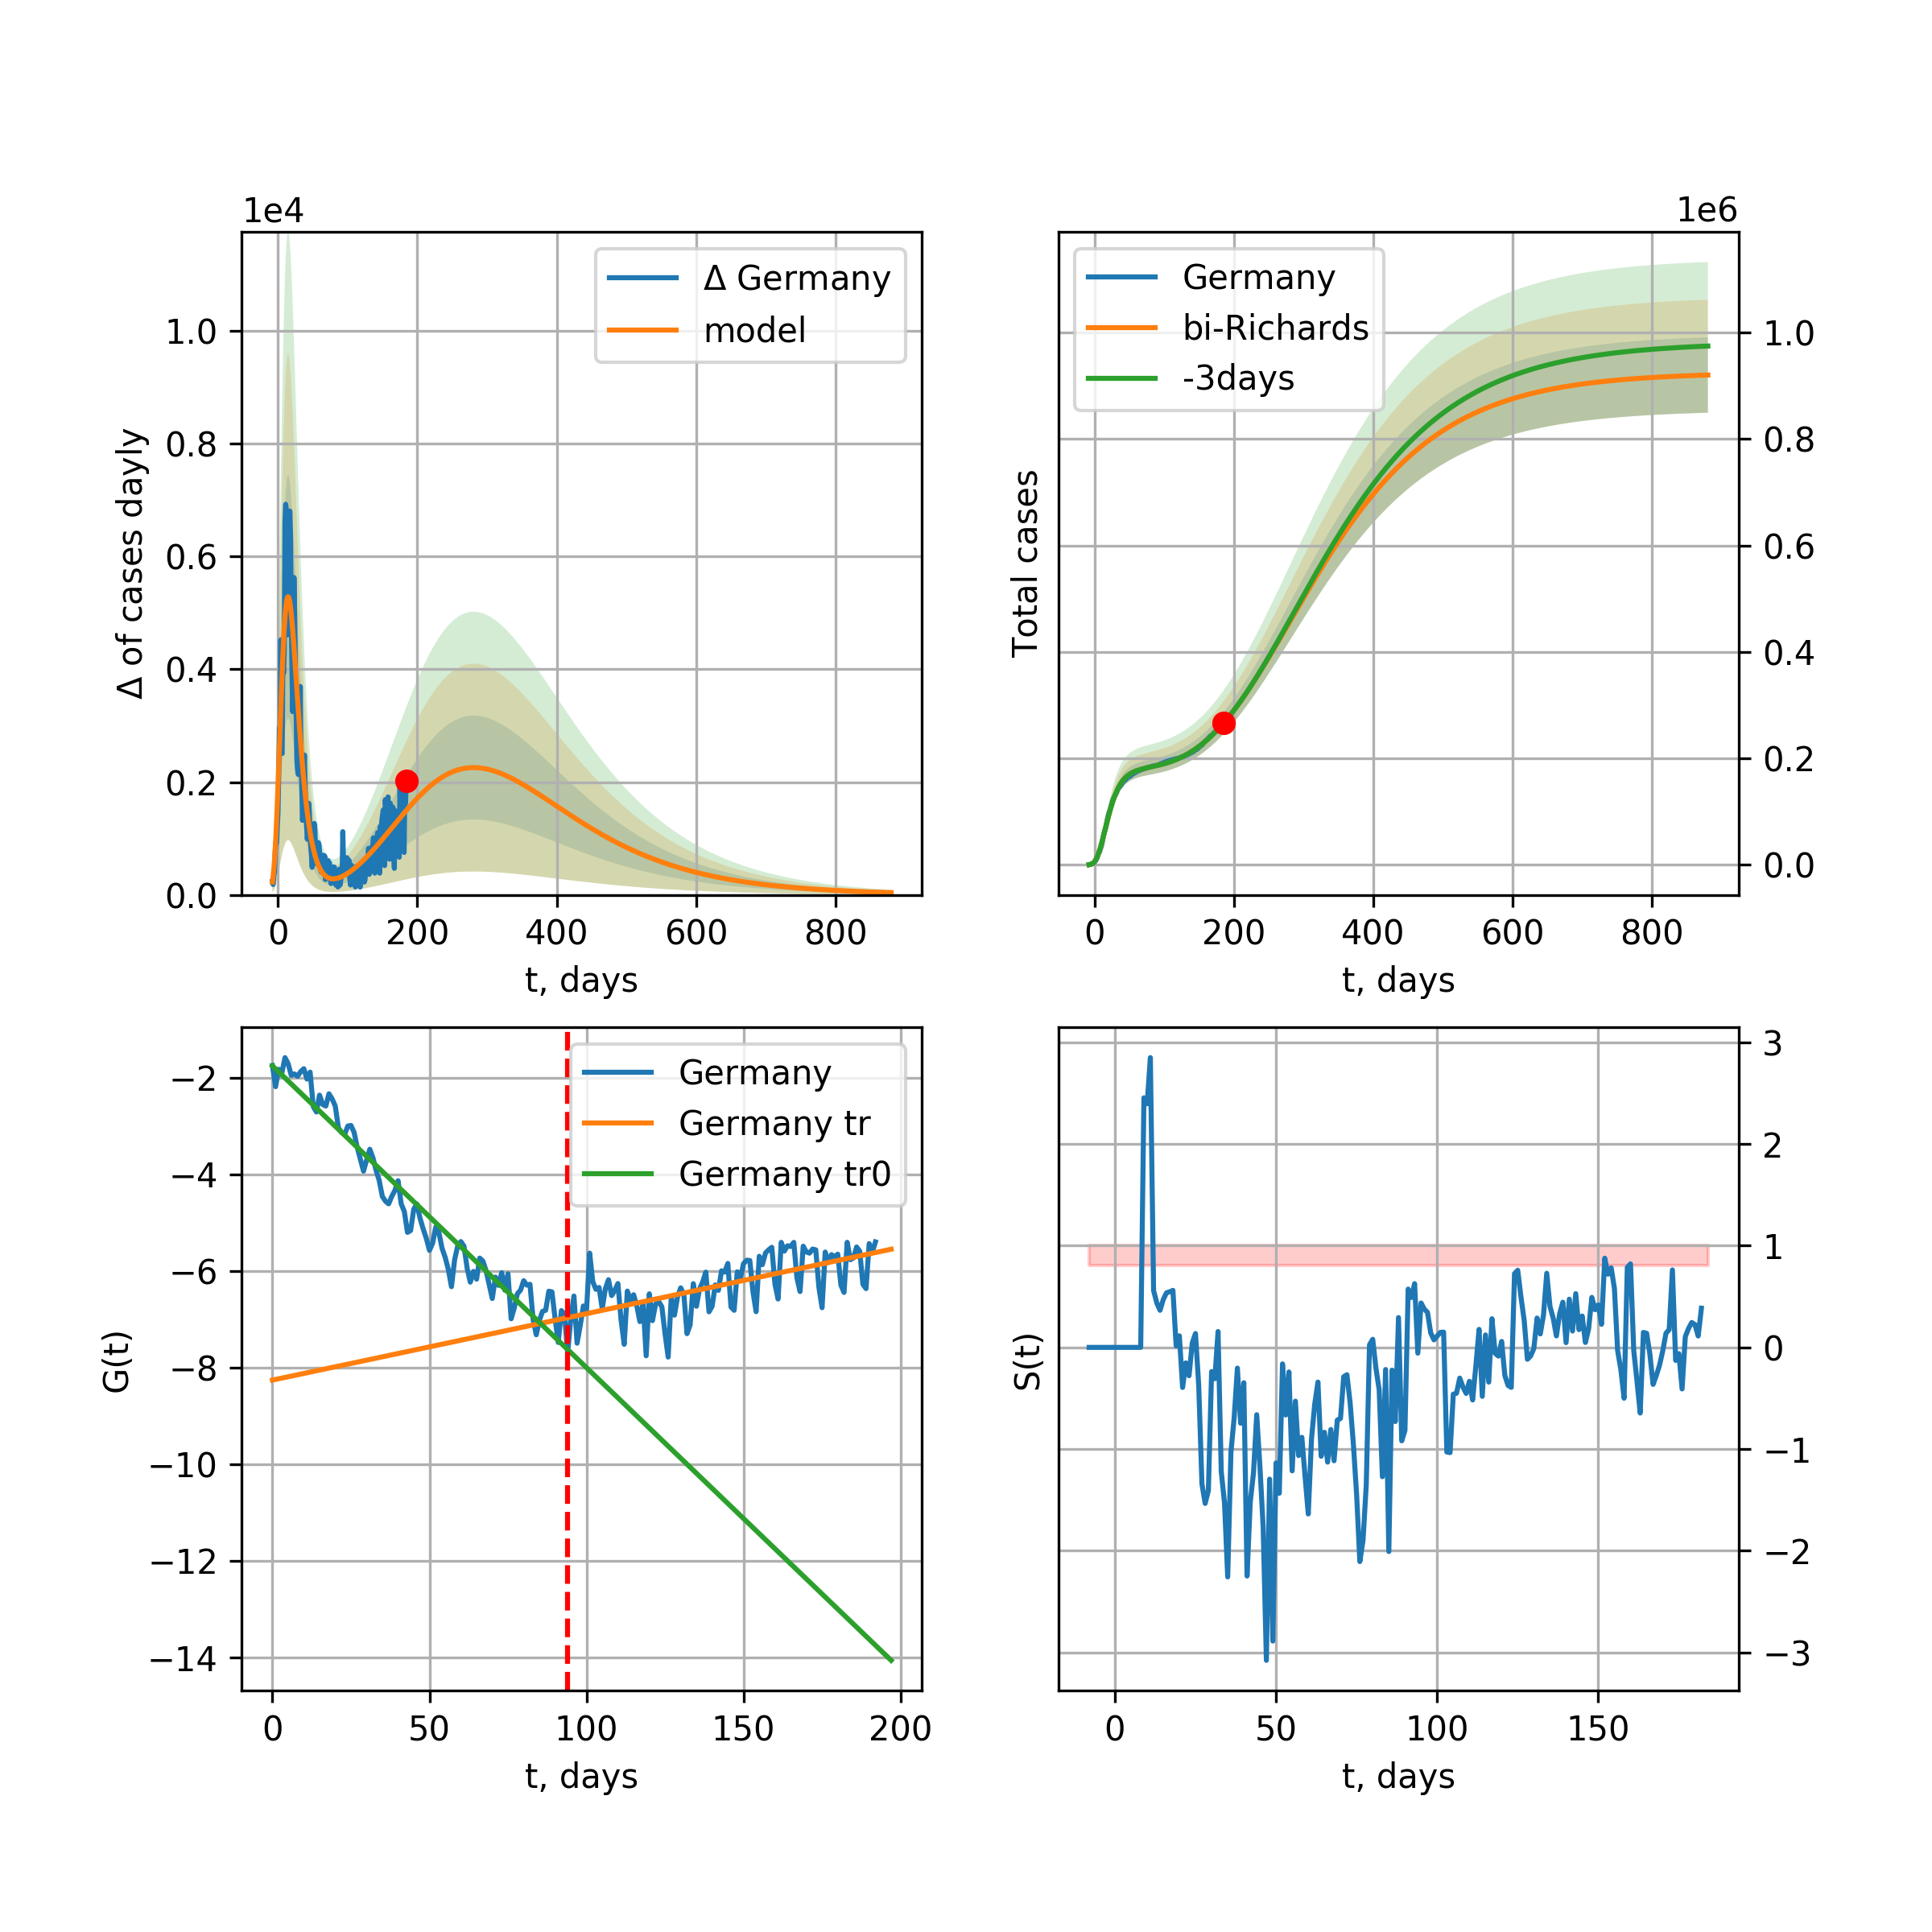 1e4
Δ of cases dayly
1.0
0.8
0.6
0.4
0.2
0.0
Δ Germany
model
0 200 400 600 800
t, days
1e6
Total cases
Germany
bi-Richards
-3days
1.0
0.8
0.6
0.4
0.2
0.0
0 200 400 600 800
t, days
G(t)
−2
−4
−6
−8
−10
−12
−14
Germany
Germany tr
Germany tr0
0 50 100 150 200
t, days
S(t)
3
2
1
0
−1
−2
−3
0 50 100 150
t, days